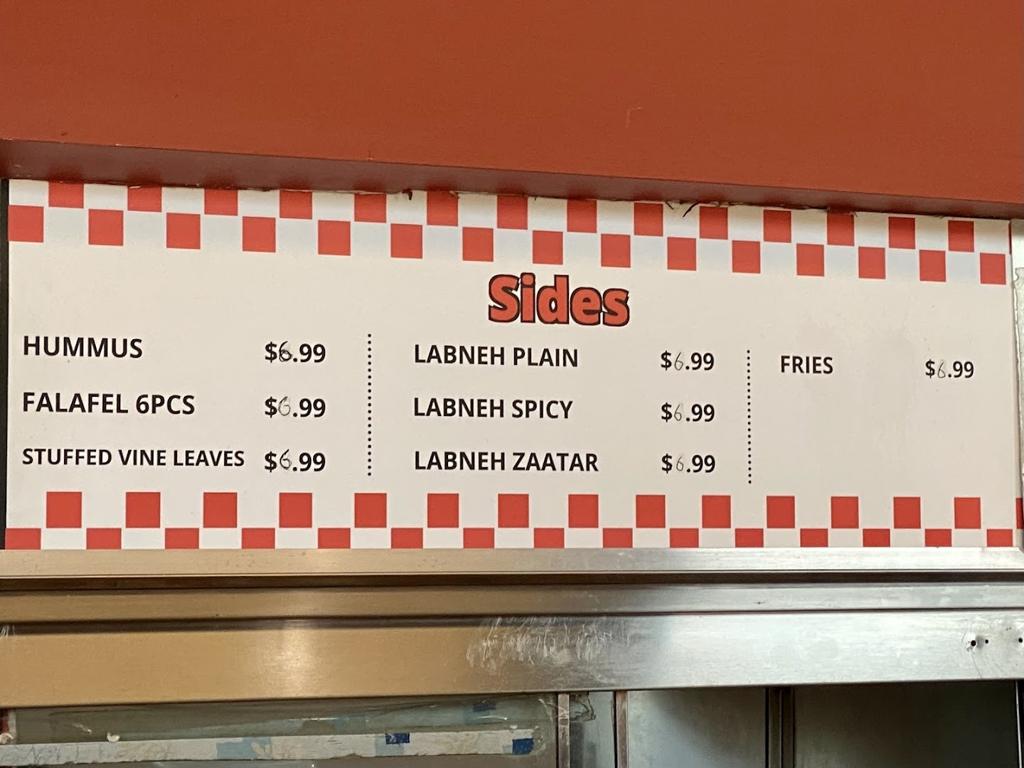 Sides
HUMMUS $6.99
FALAFEL 6PCS $6.99
STUFFED VINE LEAVES $6.99
LABNEH PLAIN $6.99
LABNEH SPICY $6.99
LABNEH ZAATAR $6.99
FRIES $6.99